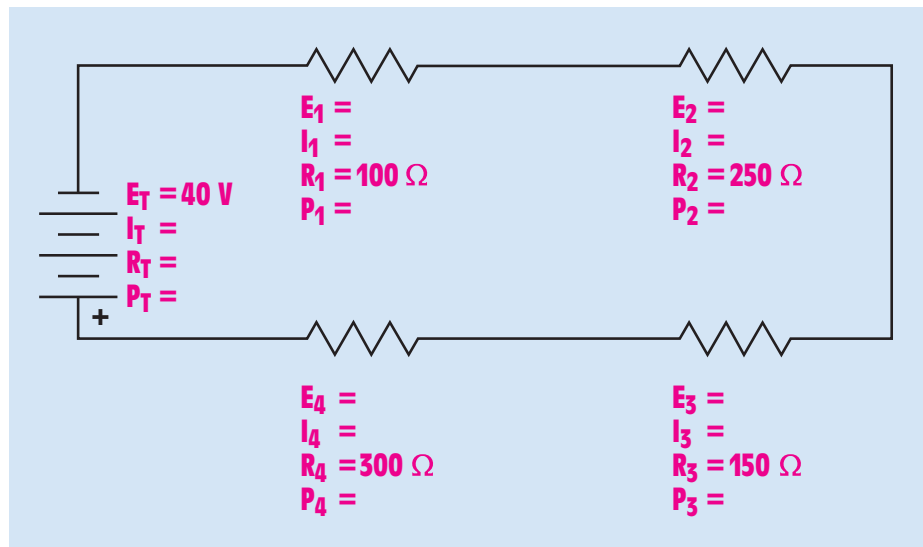 E1 =
I1 =
R1 = 100 Ω
P1 =
E2 =
I2 =
R2 = 250 Ω
P2 =
ET = 40 V
IT =
RT =
PT =
+
E4 =
I4 =
R4 = 300 Ω
P4 =
E3 =
I3 =
R3 = 150 Ω
P3 =